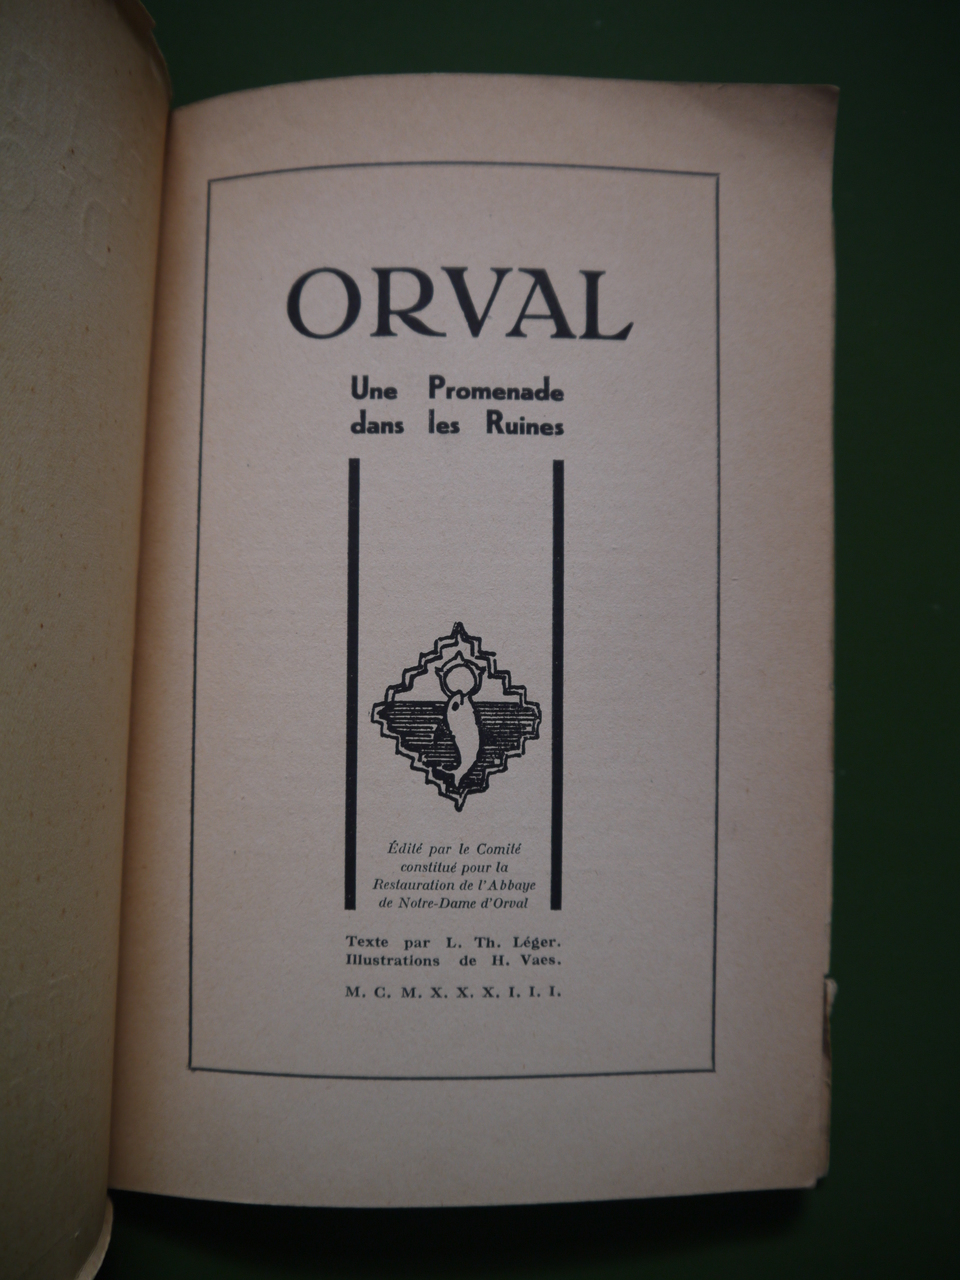 ORVAL
Une Promenade
dans les Ruines
Édité par le Comité
constitué pour la
Restauration de l'Abbaye
de Notre-Dame d'Orval
Texte par L. Th. Léger.
Illustrations de H. Vaes.
M. C. M. X. X. X. I. I. I.